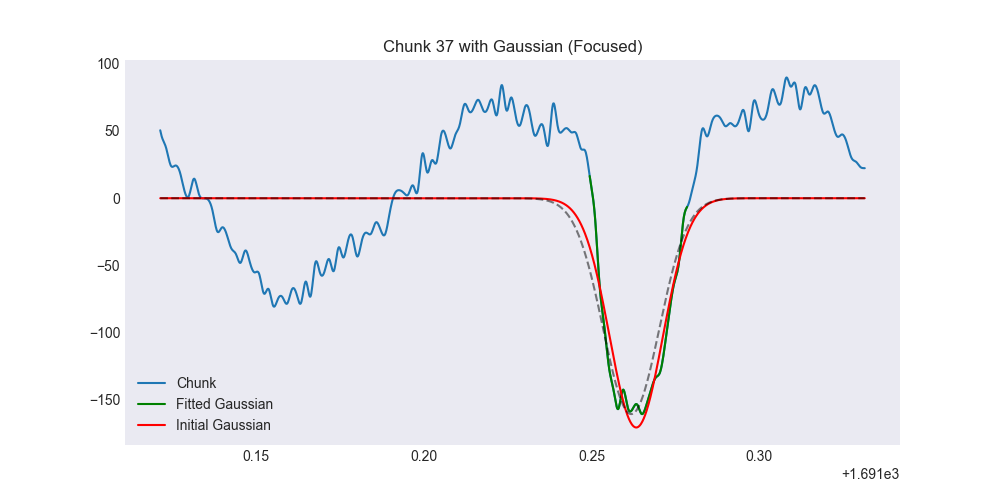 Chunk 37 with Gaussian (Focused)
100
50
0
−50
−100
−150
Chunk
Fitted Gaussian
Initial Gaussian
0.15 0.20 0.25 0.30
+1.691e3